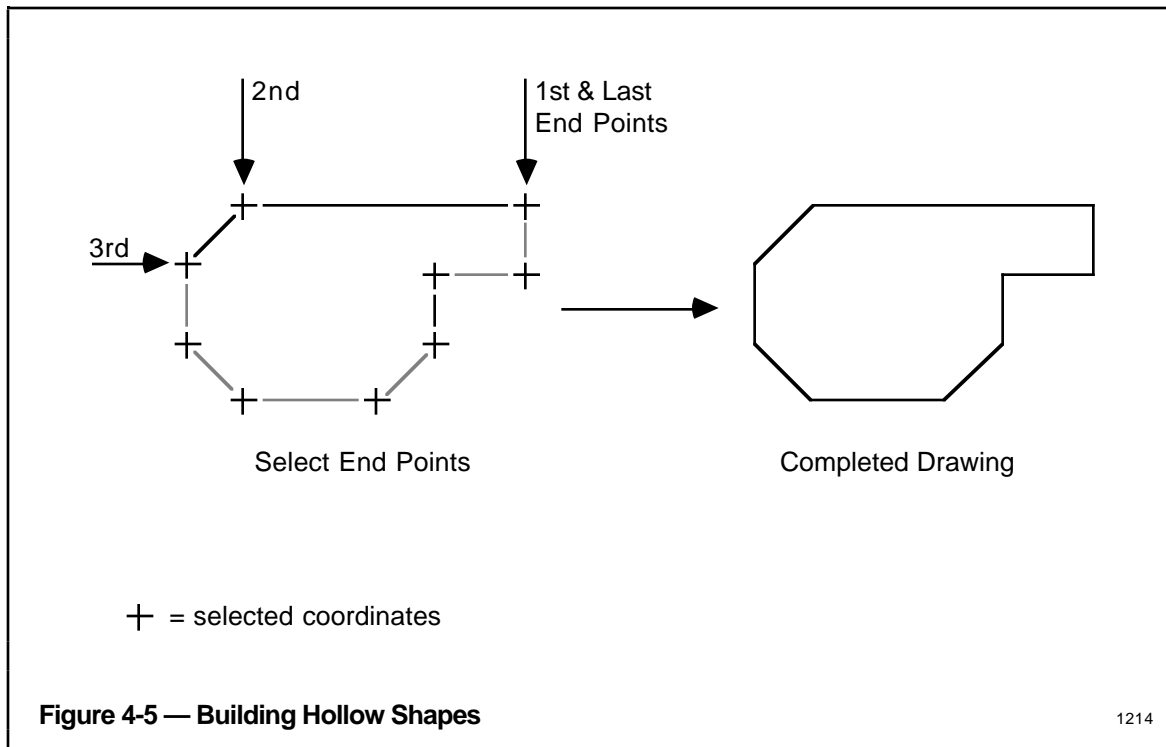 2nd
1st & Last
End Points
3rd
Select End Points
Completed Drawing
= selected coordinates
Figure 4-5 — Building Hollow Shapes
1214